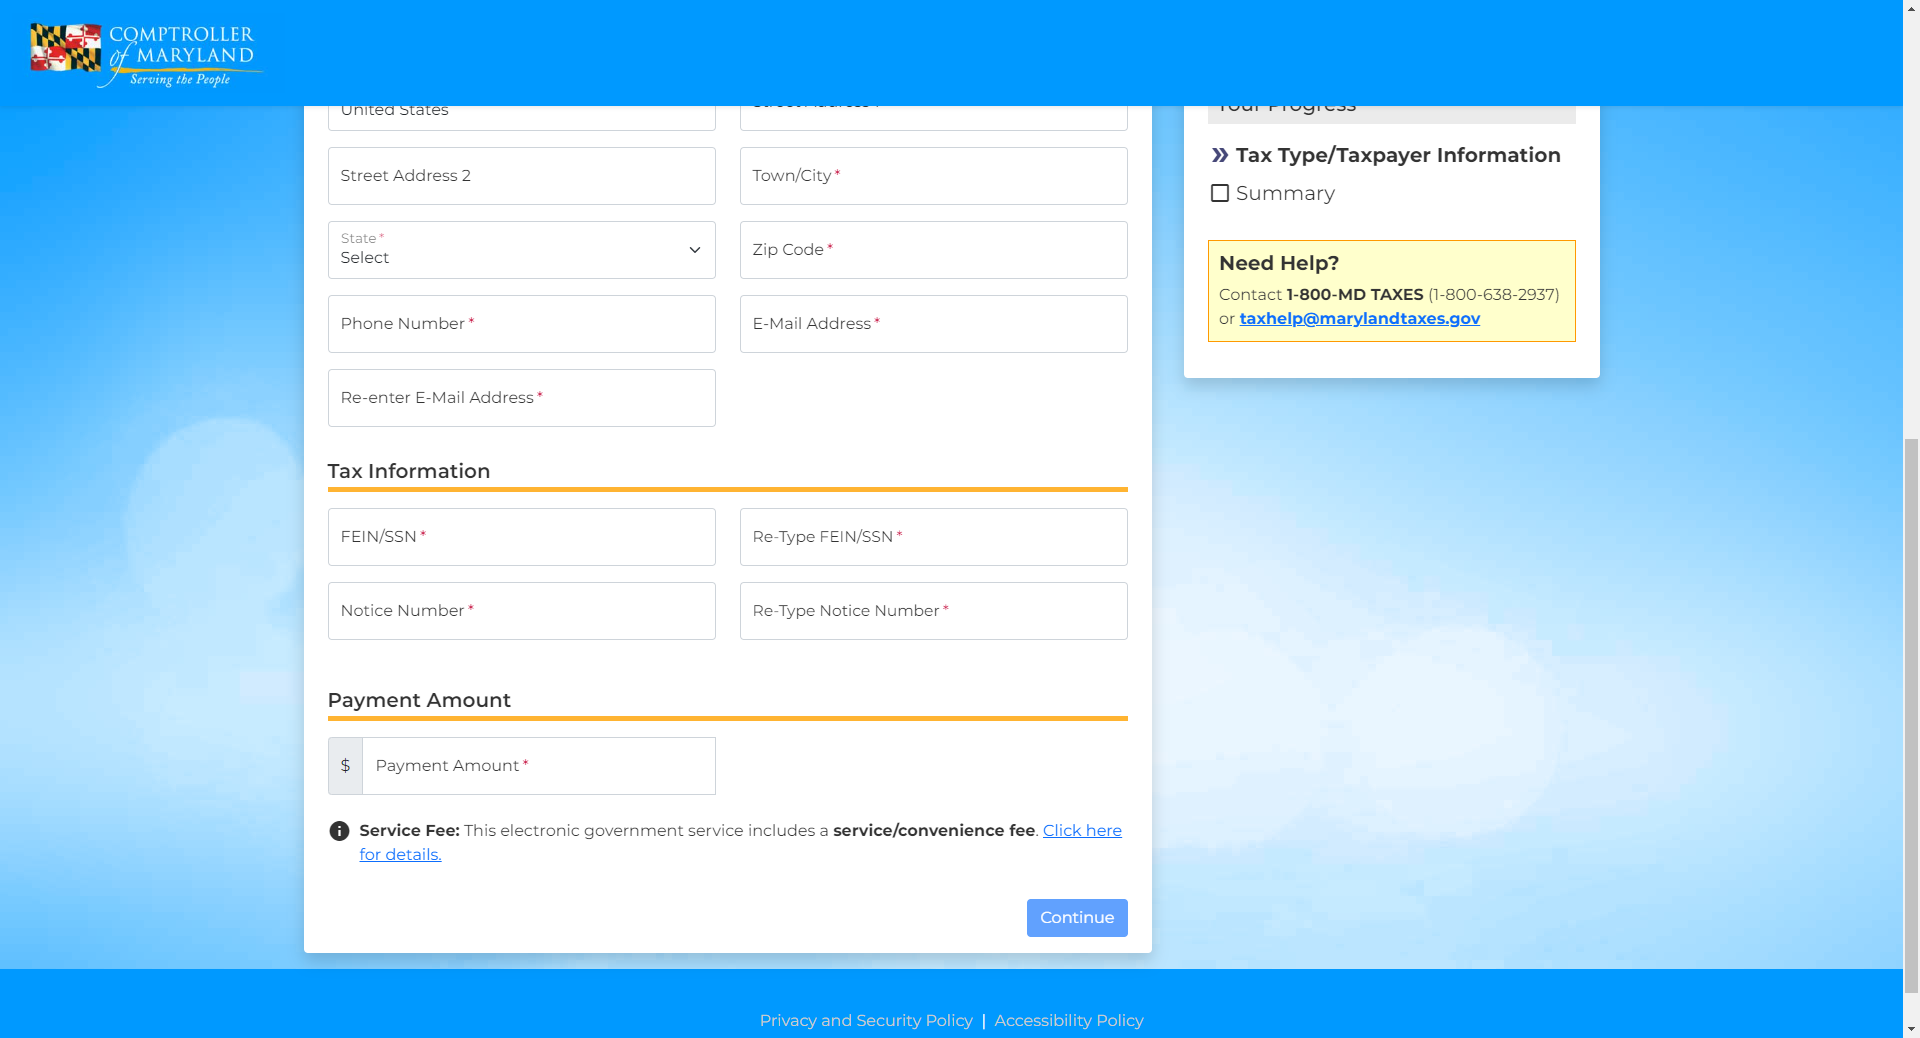 COMPTROLLER
of MARYLAND
Serving the People
United States
Your Progress
Tax Type/Taxpayer Information
Summary
Street Address 2
Town/City *
State *
Select
Zip Code *
Phone Number *
E-Mail Address *
Re-enter E-Mail Address *
Need Help?
Contact 1-800-MD TAXES (1-800-638-2937)
or taxhelp@marylandtaxes.gov
Tax Information
FEIN/SSN *
Re-Type FEIN/SSN *
Notice Number *
Re-Type Notice Number *
Payment Amount
$ Payment Amount *
Service Fee: This electronic government service includes a service/convenience fee. Click here
for details.
Continue
Privacy and Security Policy | Accessibility Policy